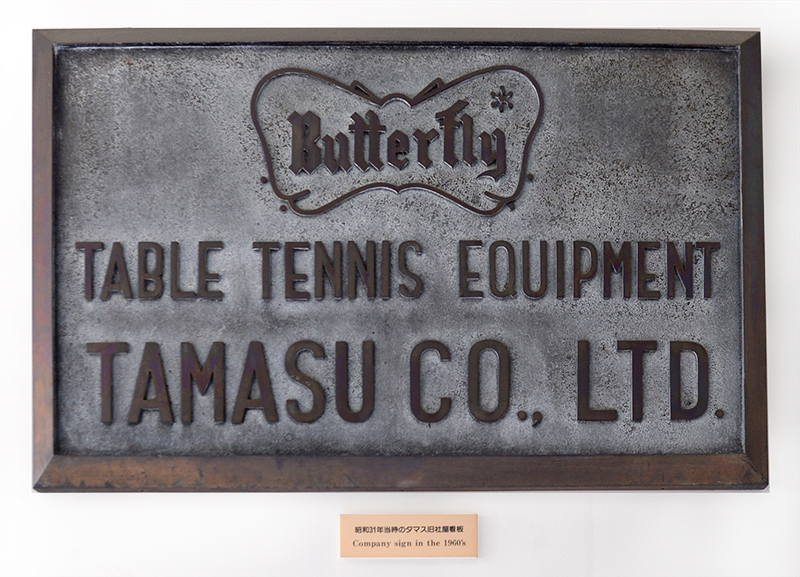 Butterfly*
TABLE TENNIS EQUIPMENT
TAMASU CO., LTD.
昭和31年当時のタマス旧社屋看板
Company sign in the 1960's